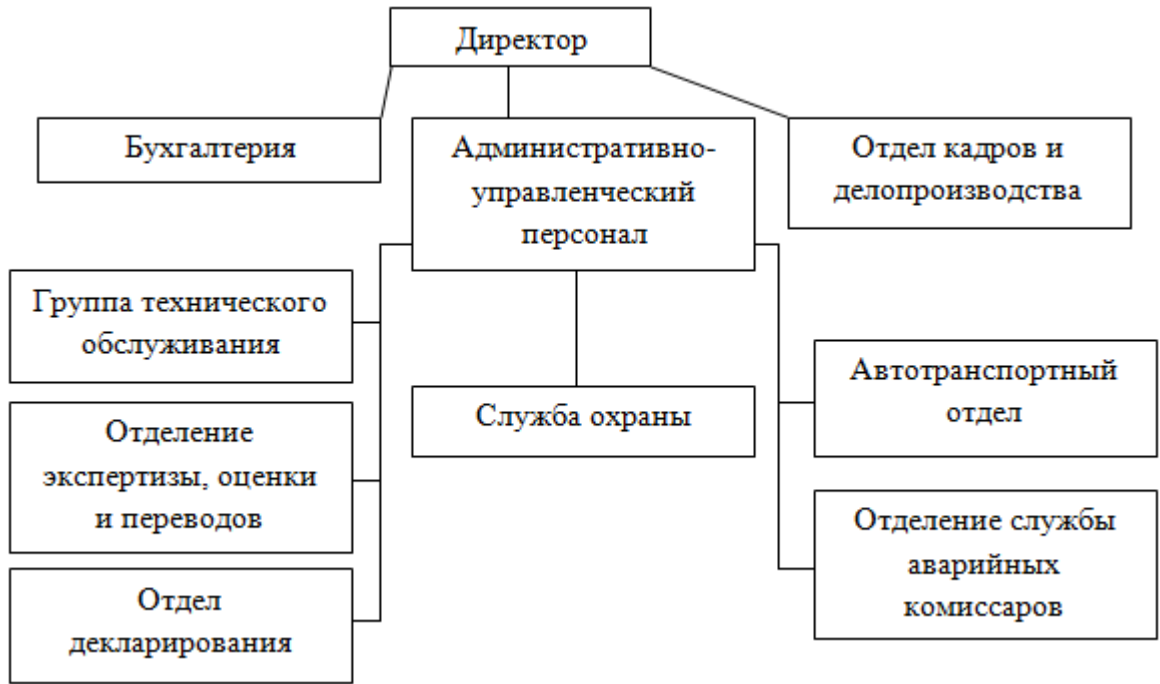 Директор
Бухгалтерия
Административно-
управленческий
персонал
Отдел кадров и
делопроизводства
Группа технического
обслуживания
Служба охраны
Автотранспортный
отдел
Отделение
экспертизы, оценки
и переводов
Отделение службы
аварийных
комиссаров
Отдел
декларирования